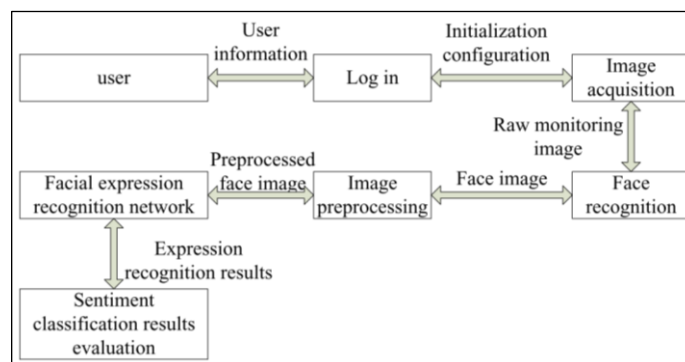 User
information
Initialization
configuration
user
Log in
Image
acquisition
Raw monitoring
image
Preprocessed
face image
Face image
Facial expression
recognition network
Image
preprocessing
Face
recognition
Expression
recognition results
Sentiment
classification results
evaluation